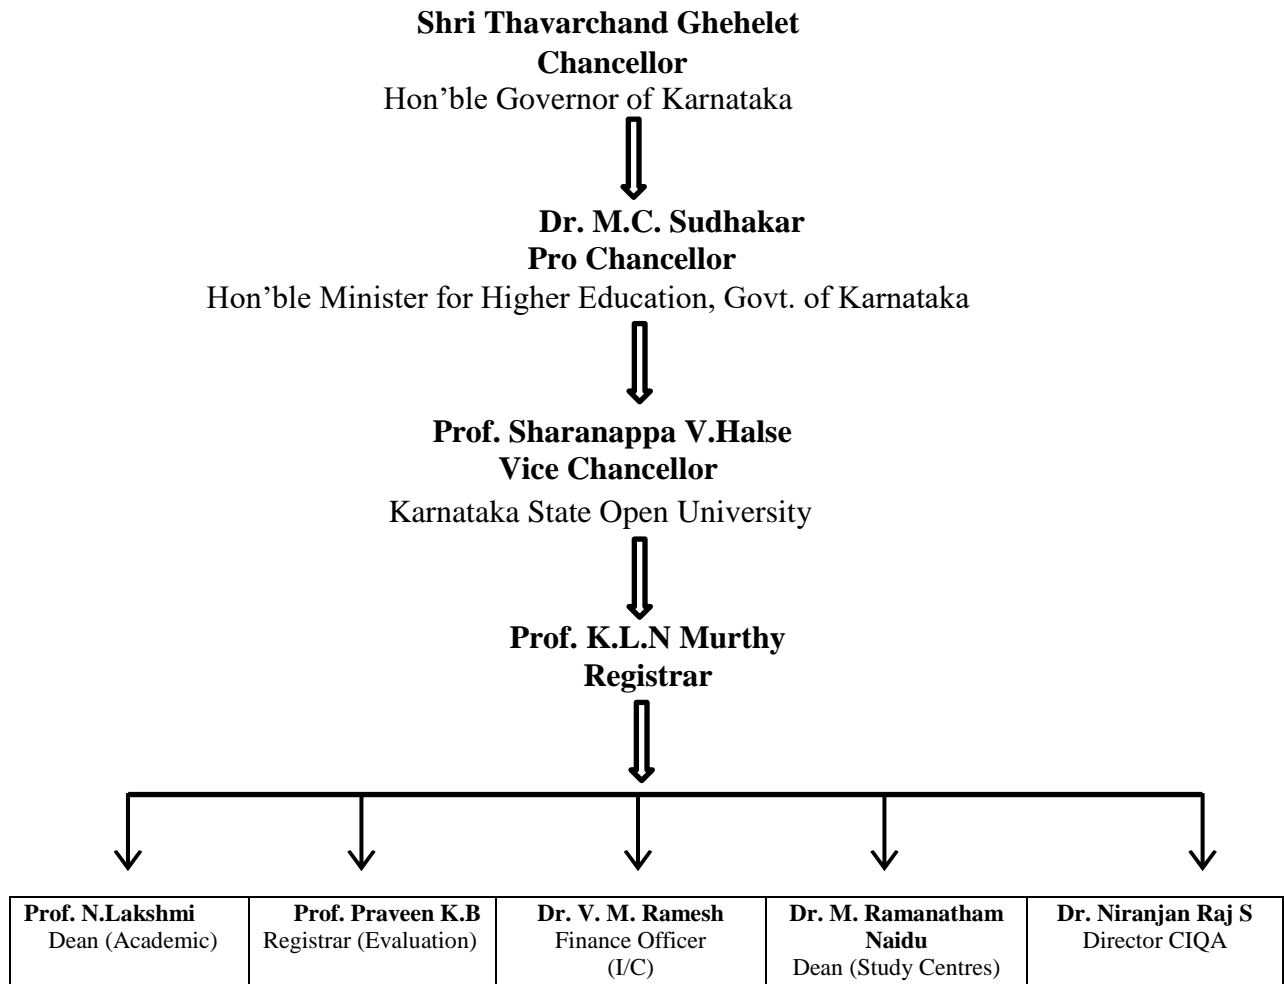 Shri Thavarchand Ghehelet
Chancellor
Hon’ble Governor of Karnataka
Dr. M.C. Sudhakar
Pro Chancellor
Hon’ble Minister for Higher Education, Govt. of Karnataka
Prof. Sharanappa V.Halse
Vice Chancellor
Karnataka State Open University
Prof. K.L.N Murthy
Registrar
Prof. N.Lakshmi
Dean (Academic)
Prof. Praveen K.B
Registrar (Evaluation)
Dr. V. M. Ramesh
Finance Officer
(I/C)
Dr. M. Ramanatham
Naidu
Dean (Study Centres)
Dr. Niranjan Raj S
Director CIQA